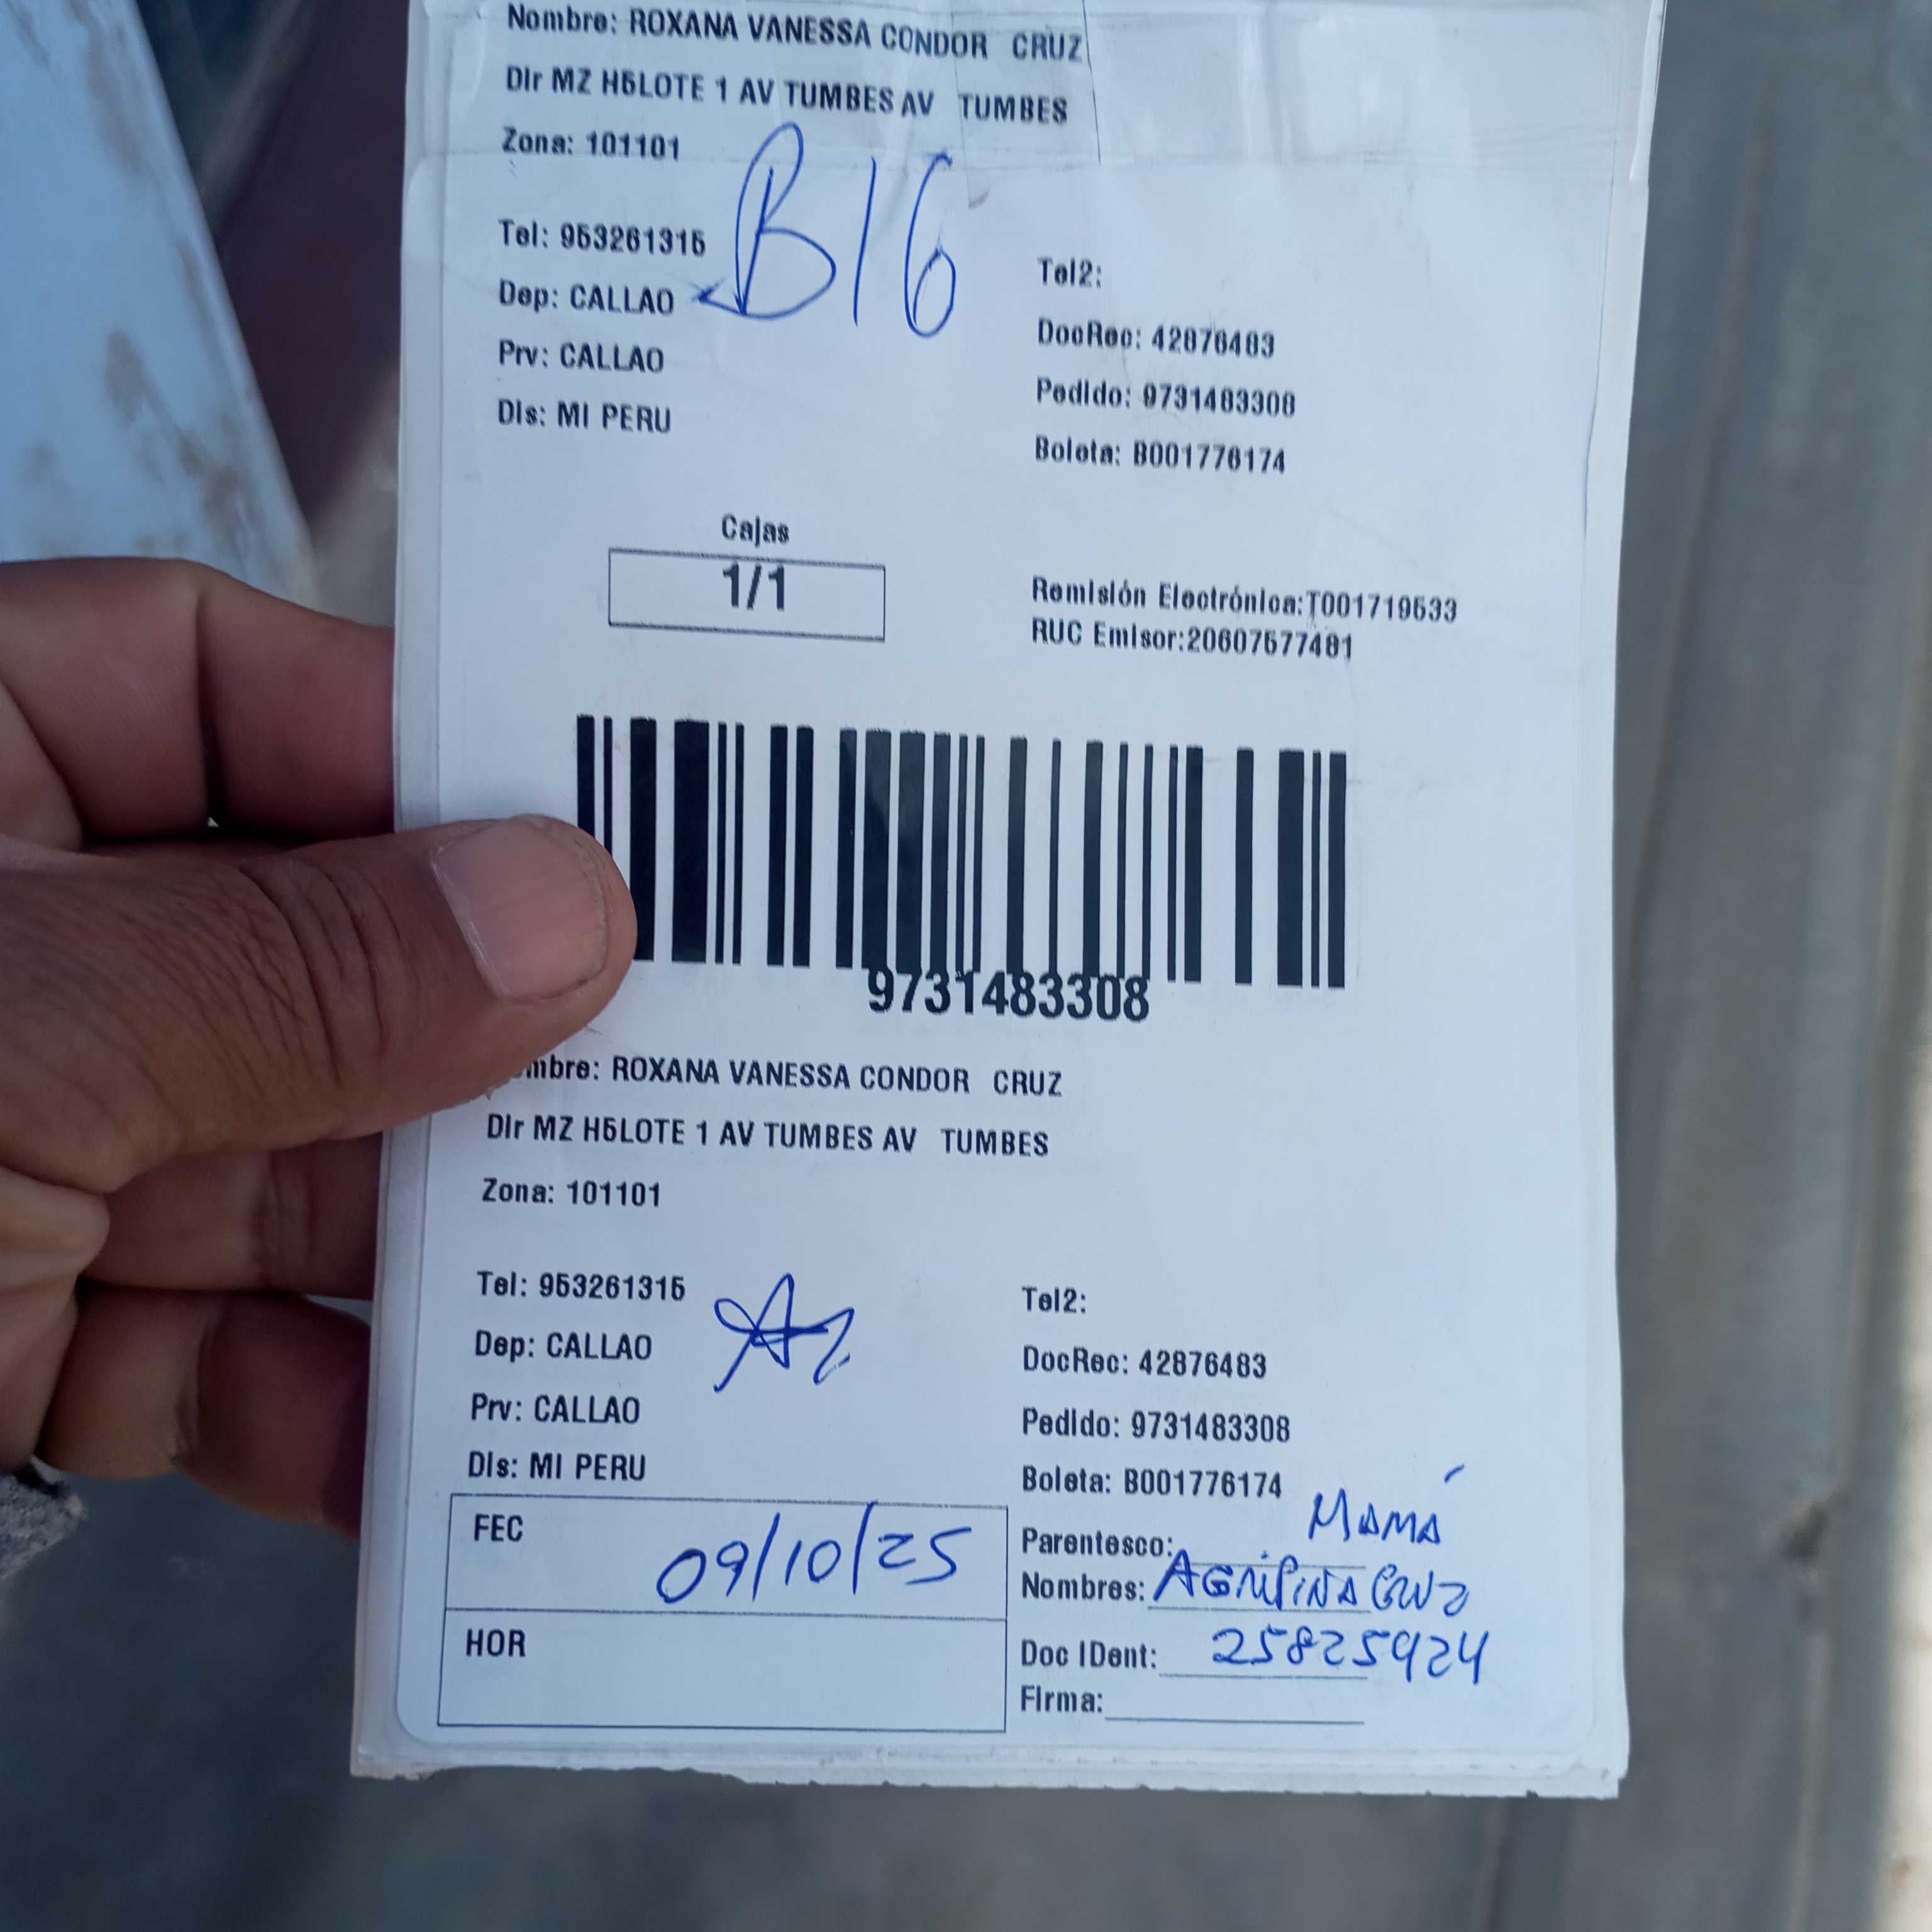 Nombre: ROXANA VANESSA CONDOR CRUZ
Dir MZ H5LOTE 1 AV TUMBES AV TUMBES
Zona: 101101
B16
Tel: 953261315
Tel2:
Dep: CALLAO
DocRec: 42876483
Prv: CALLAO
Pedido: 9731483308
Dis: MI PERU
Boleta: B001776174
Cajas
1/1
Remisión Electrónica:T001719533
RUC Emisor:20607577481
9731483308
mbre: ROXANA VANESSA CONDOR CRUZ
Dir MZ H5LOTE 1 AV TUMBES AV TUMBES
Zona: 101101
Tel: 953261315
Tel2:
Dep: CALLAO
DocRec: 42876483
Prv: CALLAO
Pedido: 9731483308
Dis: MI PERU
Boleta: B001776174
FEC 09/10/25
Parentesco: MAMÁ
Nombres: AGRIPINA CRUZ
HOR
Doc IDent: 25825924
Firma: